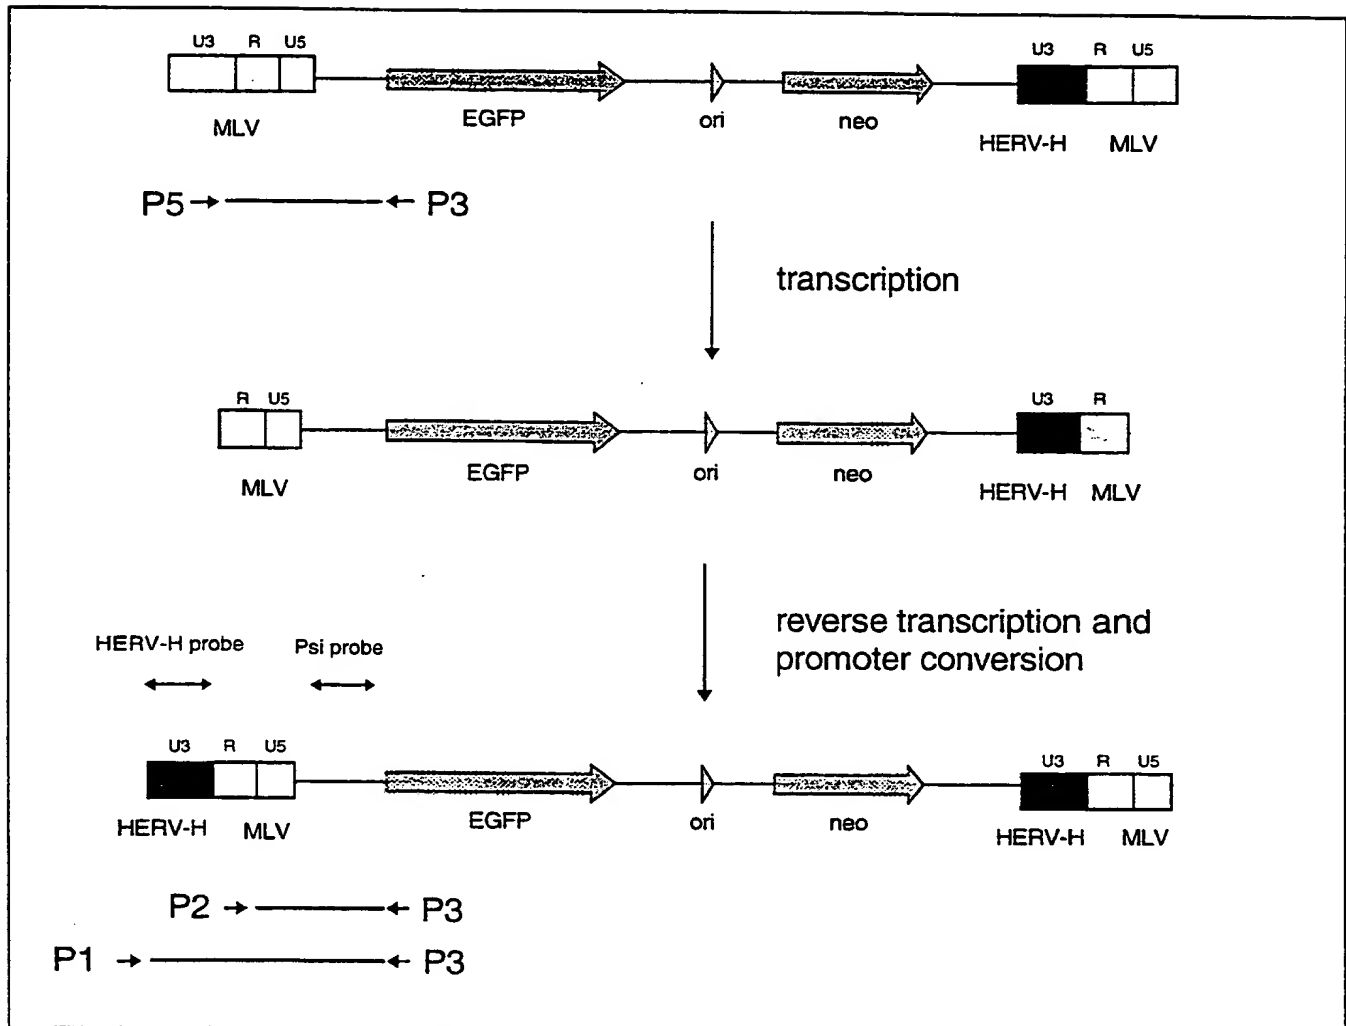 U3 R U5 U3 R U5
EGFP ori neo
MLV HERV-H MLV
P5 P3
transcription
R U5 U3 R
EGFP ori neo
MLV HERV-H MLV
reverse transcription and
promoter conversion
HERV-H probe Psi probe
U3 R U5 U3 R U5
EGFP ori neo
HERV-H MLV HERV-H MLV
P2 P3
P1 P3